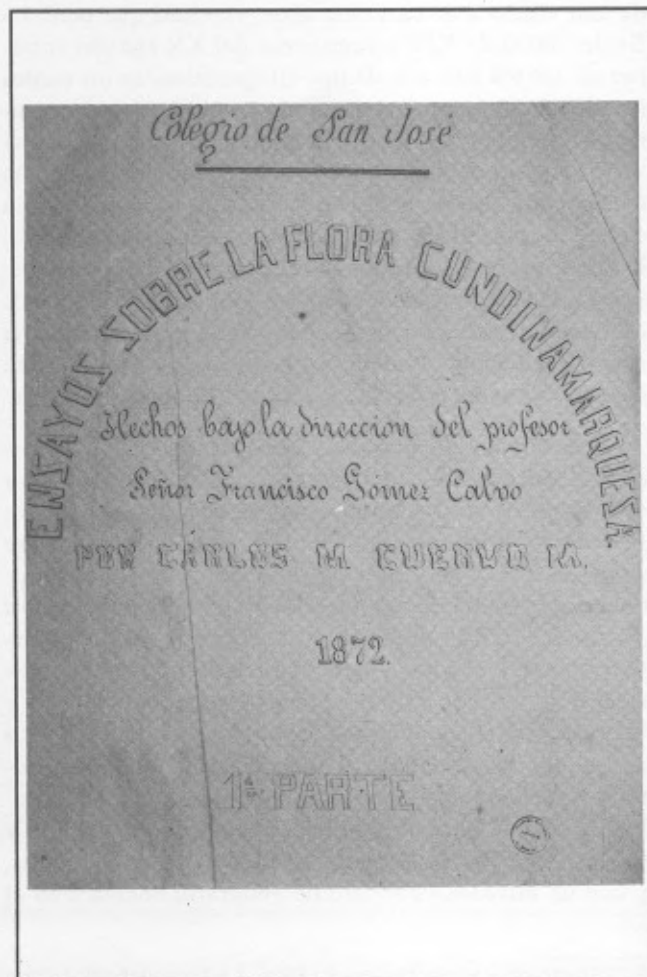 Colegio de San José
ENSAYOS SOBRE LA FLORA CUNDINAMARQUESA.
Hechos bajo la direccion del profesor
Señor Francisco Gómez Calvo
POR CÁRLOS M. CUERVO M.
1872.
1ª PARTE